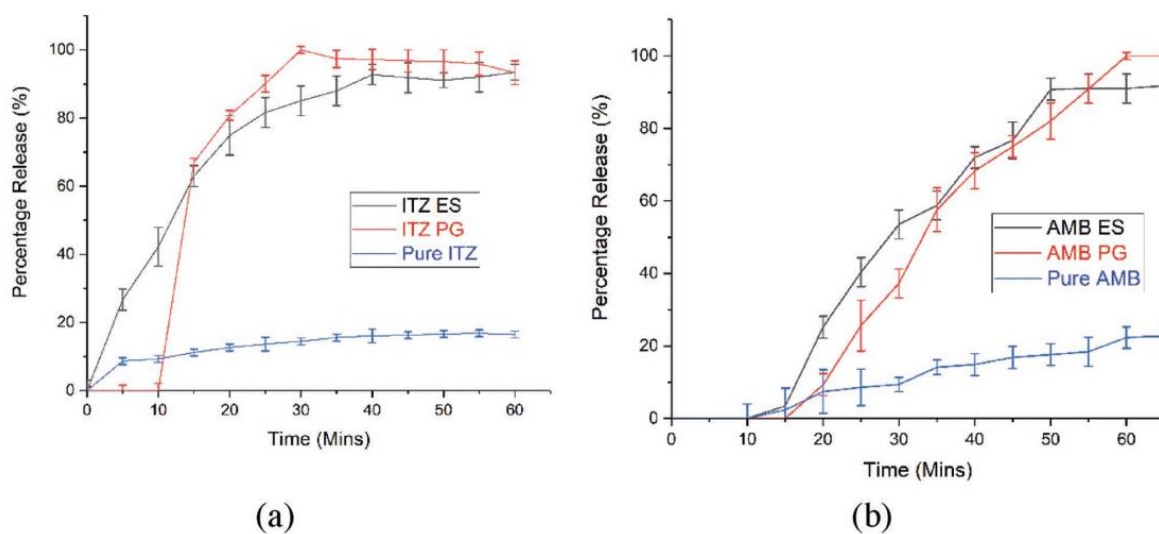 100
80
60
40
20
0
Percentage Release (%)
ITZ ES
ITZ PG
Pure ITZ
0 10 20 30 40 50 60
Time (Mins)
(a)
100
80
60
40
20
0
Percentage Release (%)
AMB ES
AMB PG
Pure AMB
0 10 20 30 40 50 60
Time (Mins)
(b)